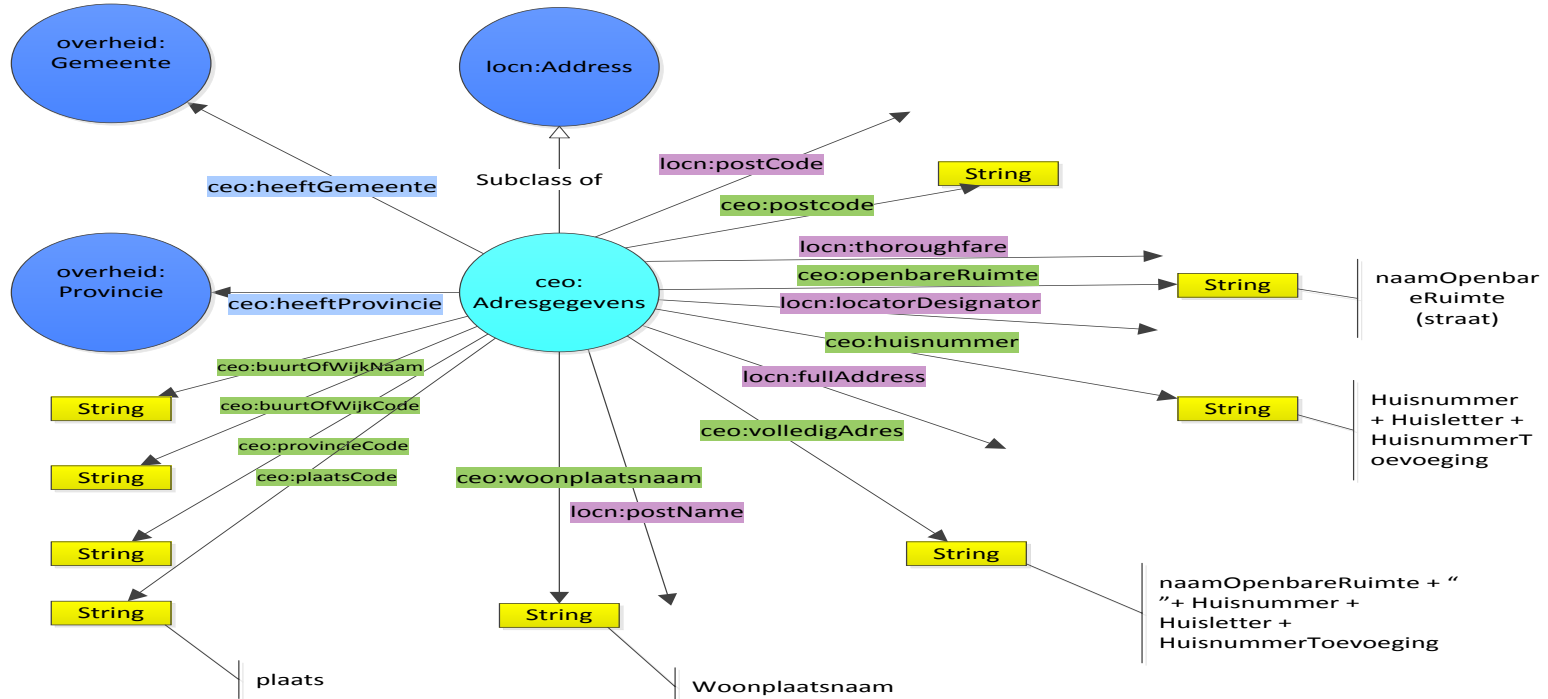 overheid:
Gemeente
locn:Address
locn:postCode
ceo:heeftGemeente
Subclass of
String
ceo:postcode
locn:thoroughfare
overheid:
Provincie
ceo:
Adresgegevens
ceo:openbareRuimte
String
naamOpenbar
eRuimte
(straat)
ceo:heeftProvincie
locn:locatorDesignator
ceo:huisnummer
ceo:buurtOfWijkNaam
locn:fullAddress
String
ceo:buurtOfWijkCode
String
Huisnummer
+ Huisletter +
HuisnummerT
oevoeging
ceo:volledigAdres
ceo:provincieCode
String
ceo:plaatsCode
ceo:woonplaatsnaam
locn:postName
String
String
naamOpenbareRuimte + “
”+ Huisnummer +
Huisletter +
HuisnummerToevoeging
String
String
plaats
Woonplaatsnaam